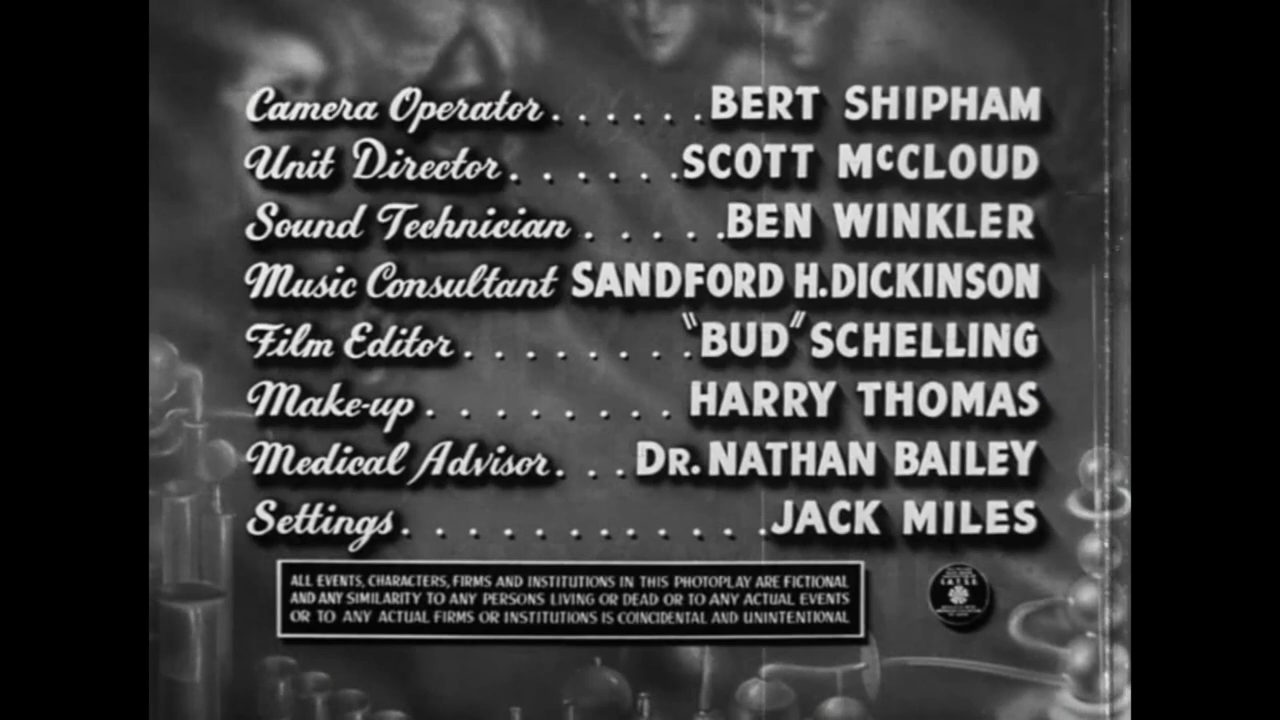 Camera Operator . . . . . . BERT SHIPHAM
Unit Director . . . . . . SCOTT McCLOUD
Sound Technician . . . . . BEN WINKLER
Music Consultant SANDFORD H. DICKINSON
Film Editor . . . . . . . . "BUD" SCHELLING
Make-up . . . . . . . . HARRY THOMAS
Medical Advisor . . . DR. NATHAN BAILEY
Settings . . . . . . . . . . . . JACK MILES
ALL EVENTS, CHARACTERS, FIRMS AND INSTITUTIONS IN THIS PHOTOPLAY ARE FICTIONAL
AND ANY SIMILARITY TO ANY PERSONS LIVING OR DEAD OR TO ANY ACTUAL EVENTS
OR TO ANY ACTUAL FIRMS OR INSTITUTIONS IS COINCIDENTAL AND UNINTENTIONAL